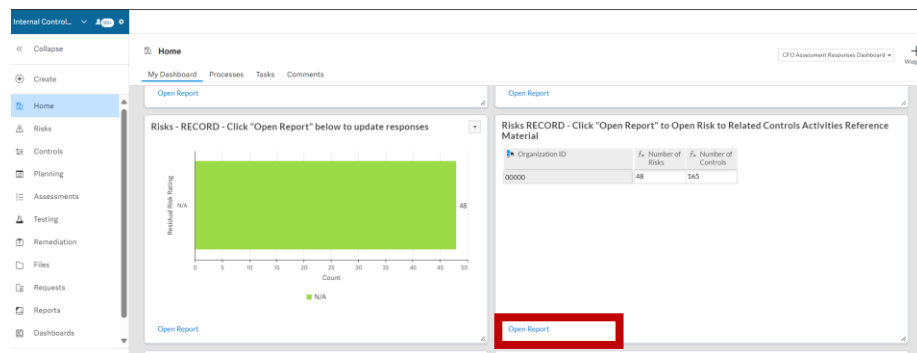 Internal Control...
99+
Collapse
Create
Home
Risks
Controls
Planning
Assessments
Testing
Remediation
Files
Requests
Reports
Dashboards
Home
CFO Assessment Responses Dashboard
My Dashboard Processes Tasks Comments
Open Report
Open Report
Risks - RECORD - Click "Open Report" below to update responses
Residual Risk Rating
N/A
48
0 5 10 15 20 25 30 35 40 45 50
Count
N/A
Open Report
Risks RECORD - Click "Open Report" to Open Risk to Related Controls Activities Reference
Material
Organization ID fx Number of Risks fx Number of Controls
00000 48 165
Open Report